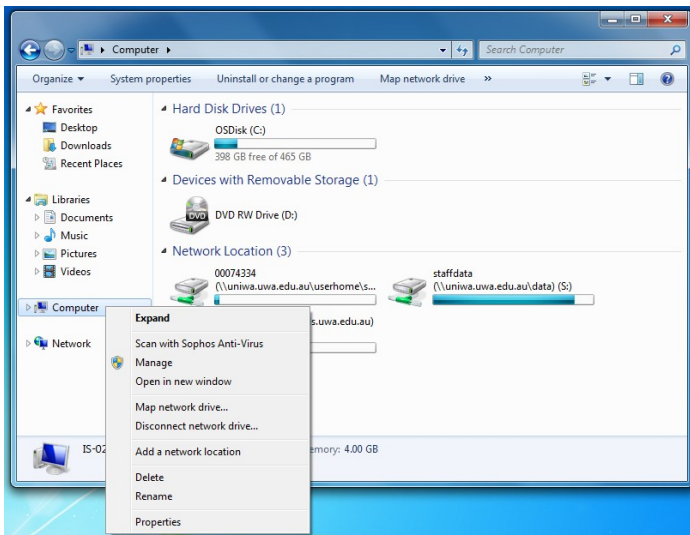 Computer
Search Computer
Organize
System properties
Uninstall or change a program
Map network drive
»
Favorites
Desktop
Downloads
Recent Places
Libraries
Documents
Music
Pictures
Videos
Computer
Network
Hard Disk Drives (1)
OSDisk (C:)
398 GB free of 465 GB
Devices with Removable Storage (1)
DVD
DVD RW Drive (D:)
Network Location (3)
00074334
(\\uniwa.uwa.edu.au\userhome\s...
staffdata
(\\uniwa.uwa.edu.au\data) (S:)
s.uwa.edu.au)
Expand
Scan with Sophos Anti-Virus
Manage
Open in new window
Map network drive...
Disconnect network drive...
Add a network location
Delete
Rename
Properties
IS-02
emory: 4.00 GB